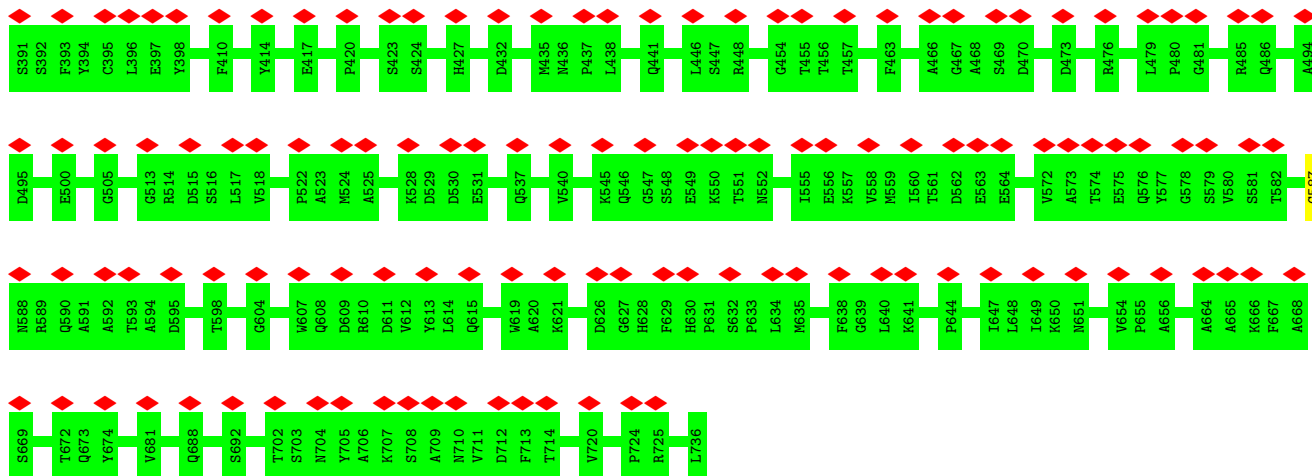 S391 S392 F393 Y394 C395 L396 E397 Y398 F410 Y414 E417 P420 S423 S424 H427 D432 M435 N436 P437 L438 Q441 L446 S447 R448 G454 T455 T456 T457 F463 A466 G467 A468 S469 D470 D473 R476 L479 P480 G481 R485 Q486 A494
D495 E500 G505 G513 R514 D515 S516 L517 V518 P522 A523 M524 A525 K528 D529 D530 E531 Q537 V540 K545 Q546 G547 S548 E549 K550 T551 N552 I555 E556 K557 V558 M559 I560 T561 D562 E563 E564 V572 A573 T574 E575 Q576 Y577 G578 S579 V580 S581 T582
N588 R589 Q590 A591 A592 T593 A594 D595 T598 G604 W607 Q608 D609 R610 D611 V612 Y613 L614 Q615 W619 A620 K621 D626 G627 H628 F629 H630 P631 S632 P633 L634 M635 F638 G639 L640 K641 P644 I647 L648 I649 K650 N651 V654 P655 A656 A664 A665 K666 F667 A668
S669 T672 Q673 Y674 V681 Q688 S692 T702 S703 N704 Y705 A706 K707 S708 A709 N710 V711 D712 F713 T714 V720 P724 R725 L736